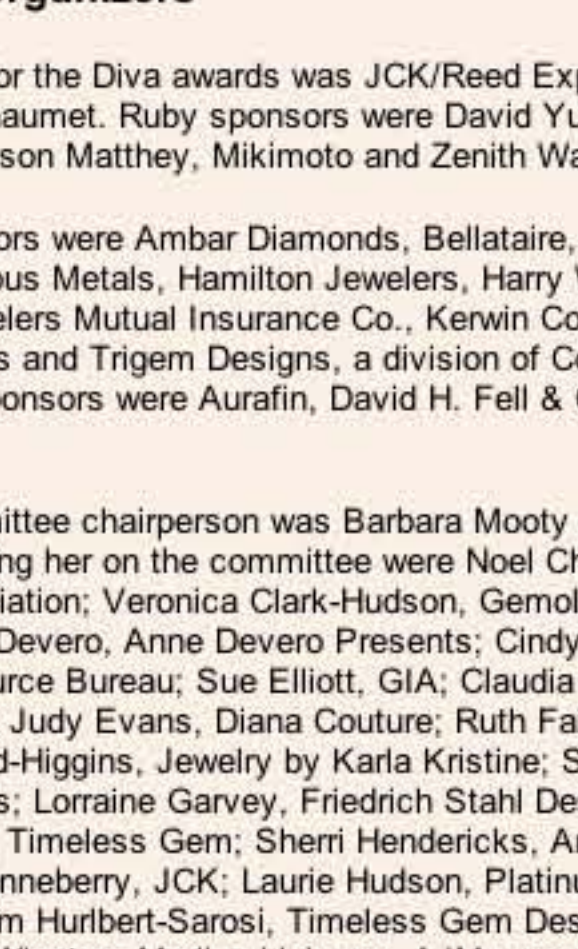 or the Diva awards was JCK/Reed Exp
aumet. Ruby sponsors were David Yu
son Matthey, Mikimoto and Zenith Wa
ors were Ambar Diamonds, Bellataire,
ous Metals, Hamilton Jewelers, Harry
elers Mutual Insurance Co., Kerwin Co
s and Trigem Designs, a division of C
onsors were Aurafin, David H. Fell &
ittee chairperson was Barbara Mooty
ng her on the committee were Noel Ch
iation; Veronica Clark-Hudson, Gemol
Devero, Anne Devero Presents; Cindy
urce Bureau; Sue Elliott, GIA; Claudia
Judy Evans, Diana Couture; Ruth Fa
d-Higgins, Jewelry by Karla Kristine; S
s; Lorraine Garvey, Friedrich Stahl De
Timeless Gem; Sherri Hendericks, A
nneberry, JCK; Laurie Hudson, Platinu
m Hurlbert-Sarosi, Timeless Gem Des